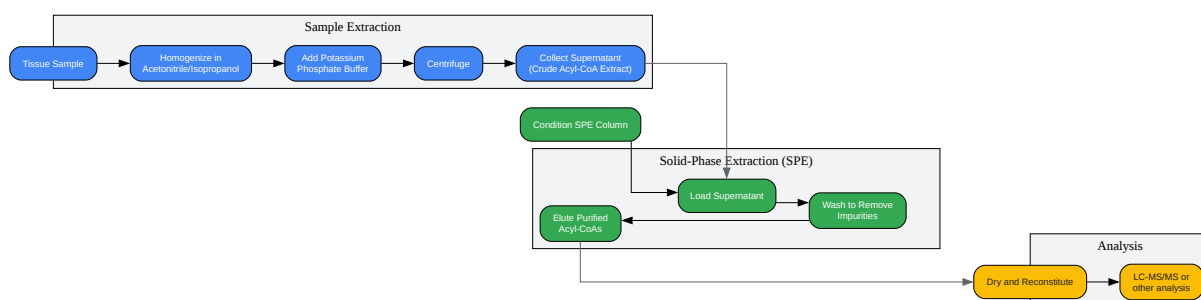 Sample Extraction
Tissue Sample
Homogenize in
Acetonitrile/Isopropanol
Add Potassium
Phosphate Buffer
Centrifuge
Collect Supernatant
(Crude Acyl-CoA Extract)
Condition SPE Column
Solid-Phase Extraction (SPE)
Load Supernatant
Wash to Remove
Impurities
Elute Purified
Acyl-CoAs
Analysis
Dry and Reconstitute
LC-MS/MS or
other analysis